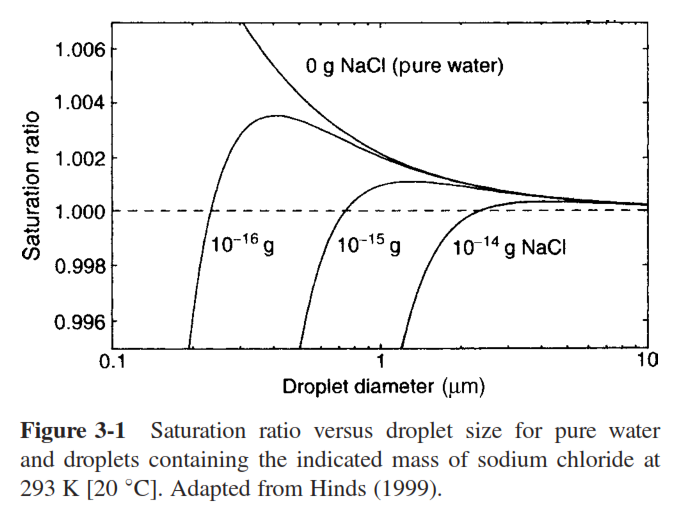 1.006
0 g NaCl (pure water)
1.004
1.002
Saturation ratio
1.000
10⁻¹⁶ g
10⁻¹⁵ g
10⁻¹⁴ g NaCl
0.998
0.996
0.1
1
10
Droplet diameter (μm)
Figure 3-1 Saturation ratio versus droplet size for pure water
and droplets containing the indicated mass of sodium chloride at
293 K [20 °C]. Adapted from Hinds (1999).